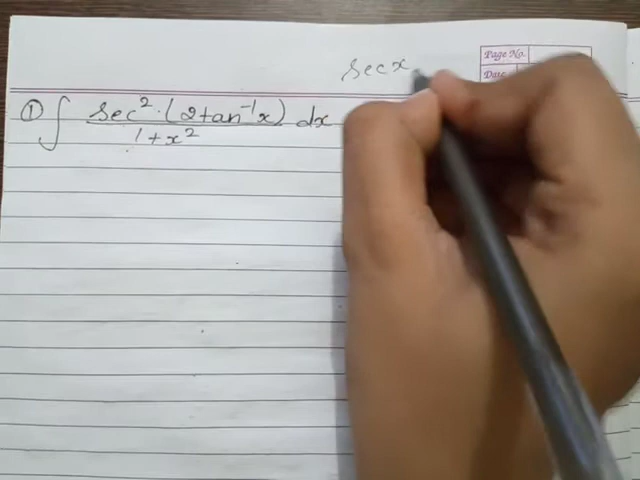 sec x
Page No.
Date
① ∫ sec² · (2tan⁻¹x) / 1 + x² dx